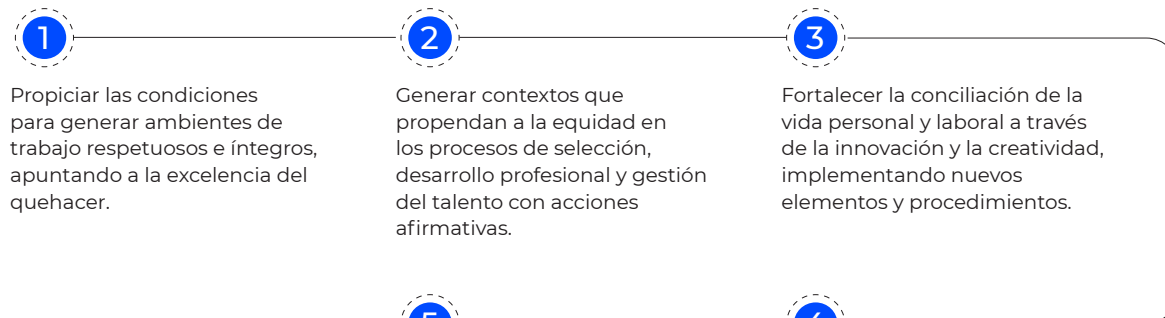 1
2
3
Propiciar las condiciones
para generar ambientes de
trabajo respetuosos e íntegros,
apuntando a la excelencia del
quehacer.
Generar contextos que
propendan a la equidad en
los procesos de selección,
desarrollo profesional y gestión
del talento con acciones
afirmativas.
Fortalecer la conciliación de la
vida personal y laboral a través
de la innovación y la creatividad,
implementando nuevos
elementos y procedimientos.
5
4